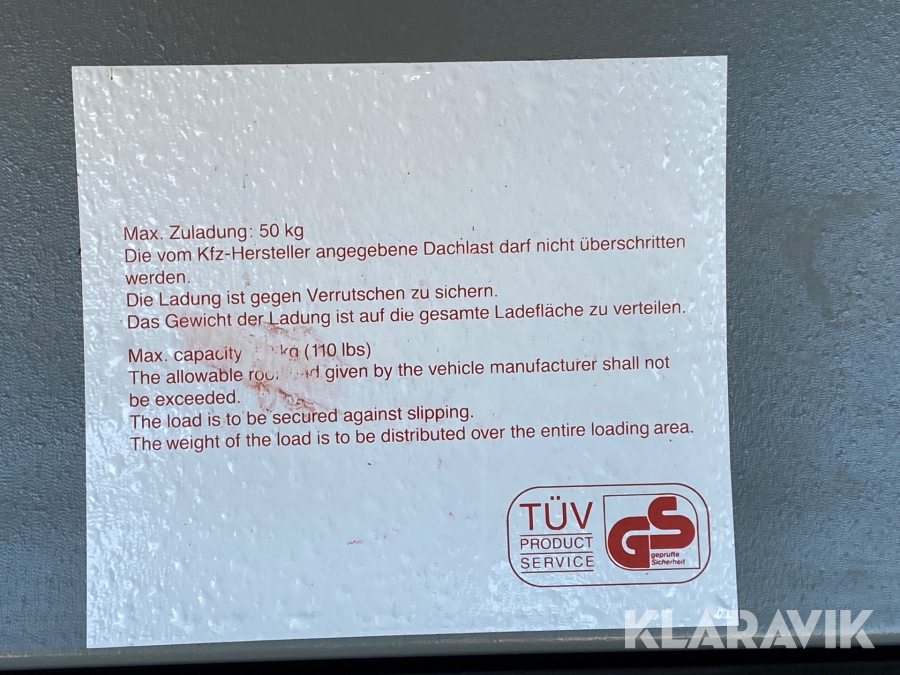 Max. Zuladung: 50 kg
Die vom Kfz-Hersteller angegebene Dachlast darf nicht überschritten
werden.
Die Ladung ist gegen Verrutschen zu sichern.
Das Gewicht der Ladung ist auf die gesamte Ladefläche zu verteilen.
Max. capacity kg (110 lbs)
The allowable given by the vehicle manufacturer shall not
be exceeded.
The load is to be secured against slipping.
The weight of the load is to be distributed over the entire loading area.
TÜV
PRODUCT
SERVICE
GS
geprüfte
Sicherheit
KLARAVIK